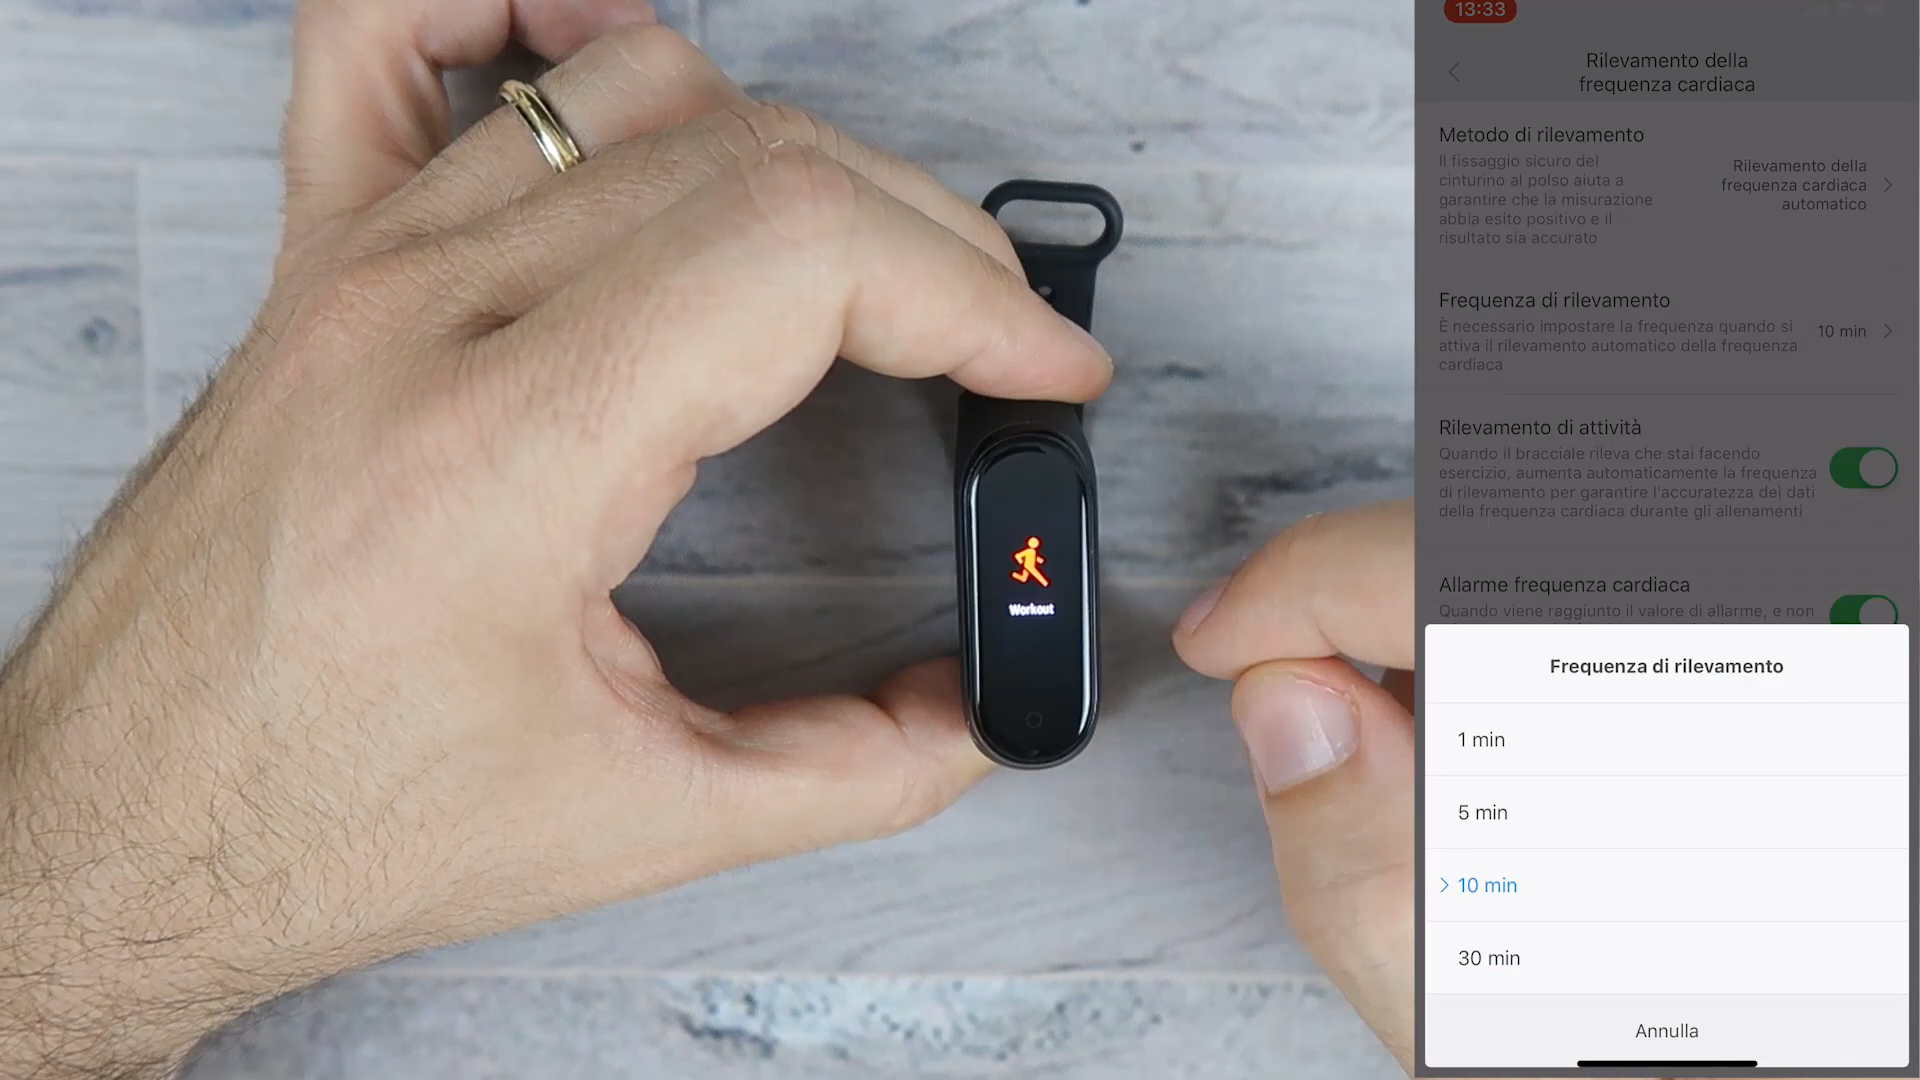 Workout
13:33
Rilevamento della
frequenza cardiaca
Metodo di rilevamento
Il fissaggio sicuro del
cinturino al polso aiuta a
garantire che la misurazione
abbia esito positivo e il
risultato sia accurato
Rilevamento della
frequenza cardiaca
automatico
Frequenza di rilevamento
È necessario impostare la frequenza quando si
attiva il rilevamento automatico della frequenza
cardiaca
10 min
Rilevamento di attività
Quando il bracciale rileva che stai facendo
esercizio, aumenta automaticamente la frequenza
di rilevamento per garantire l'accuratezza dei dati
della frequenza cardiaca durante gli allenamenti
Allarme frequenza cardiaca
Quando viene raggiunto il valore di allarme, e non
Frequenza di rilevamento
1 min
5 min
10 min
30 min
Annulla